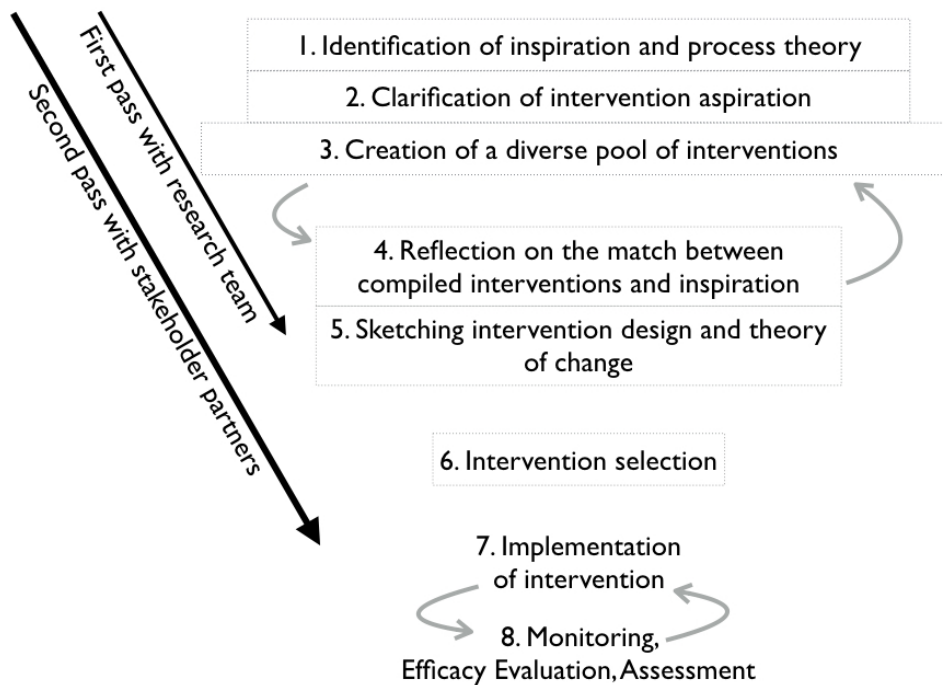 First pass with research team
Second pass with stakeholder partners
1. Identification of inspiration and process theory
2. Clarification of intervention aspiration
3. Creation of a diverse pool of interventions
4. Reflection on the match between
compiled interventions and inspiration
5. Sketching intervention design and theory
of change
6. Intervention selection
7. Implementation
of intervention
8. Monitoring,
Efficacy Evaluation, Assessment